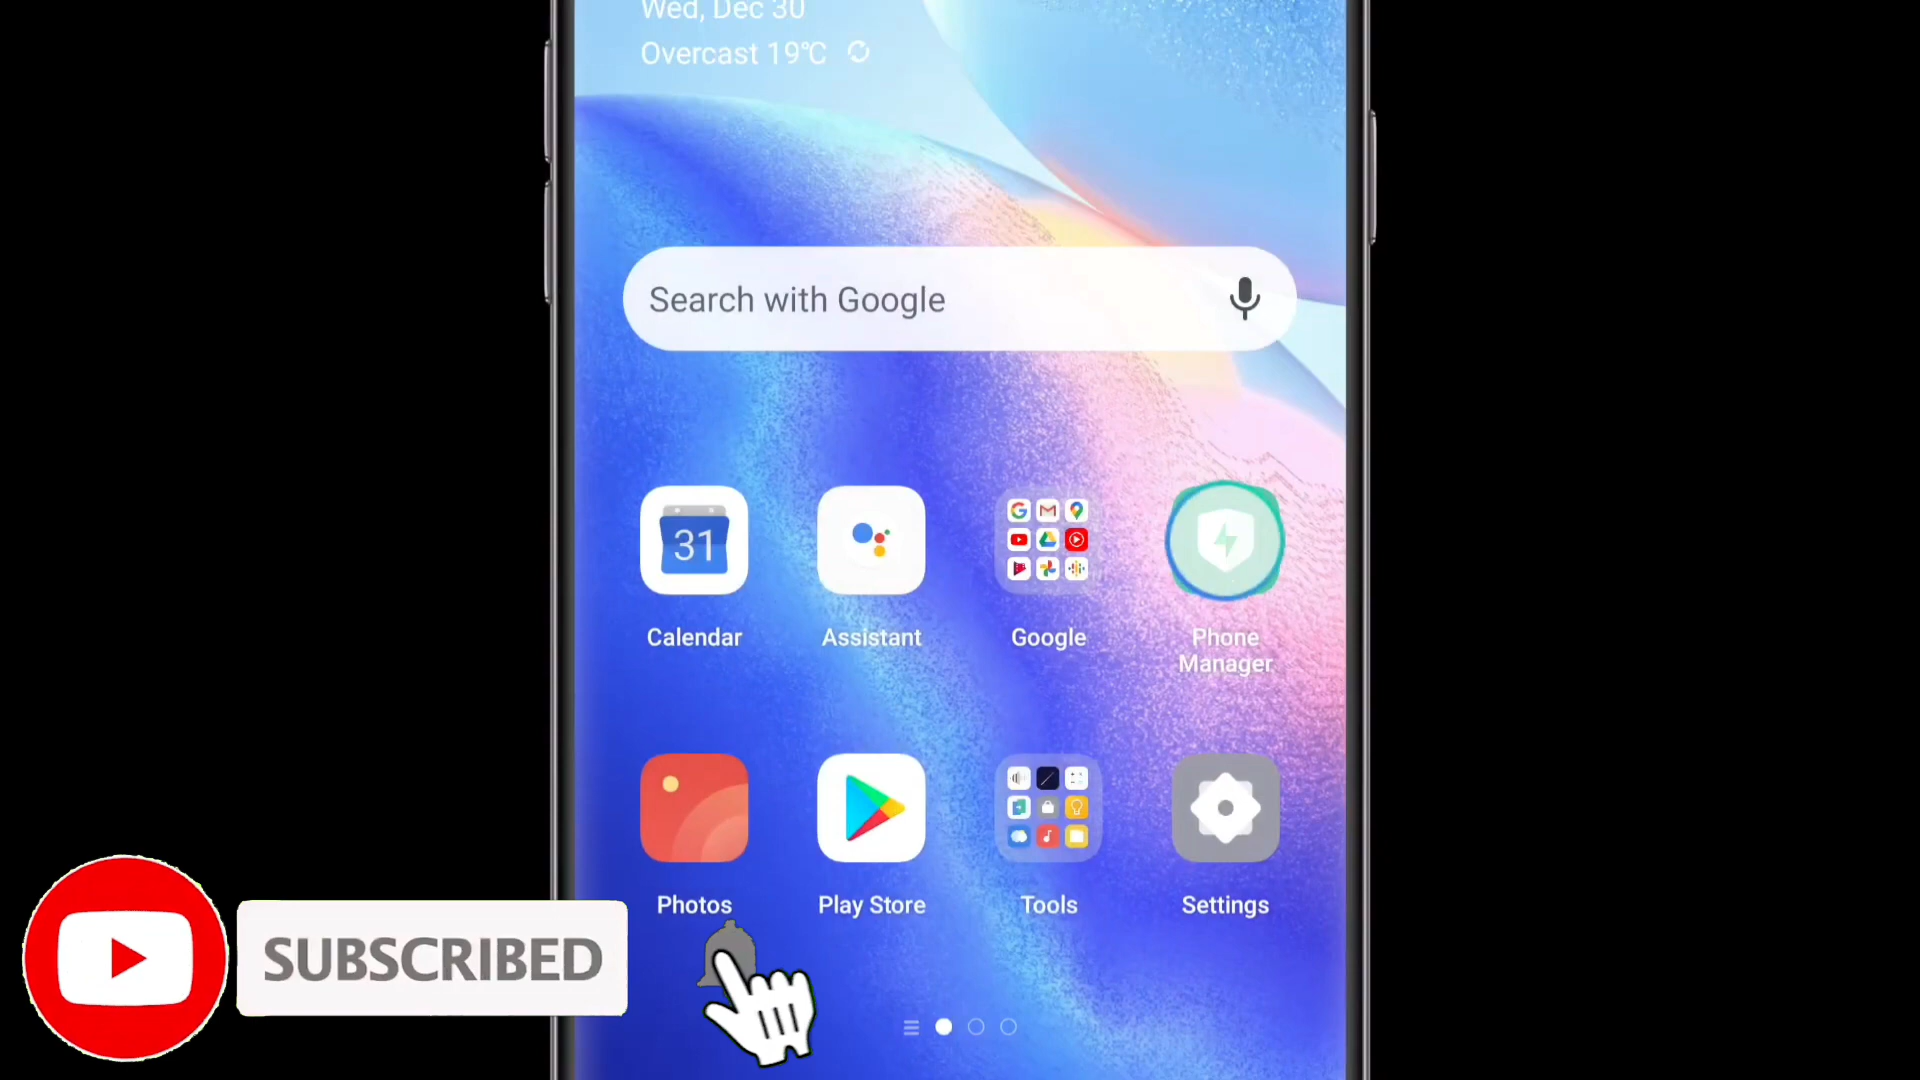 Wed, Dec 30
Overcast 19°C
Search with Google
31
Calendar
Assistant
Google
Phone
Manager
Photos
Play Store
Tools
Settings
SUBSCRIBED